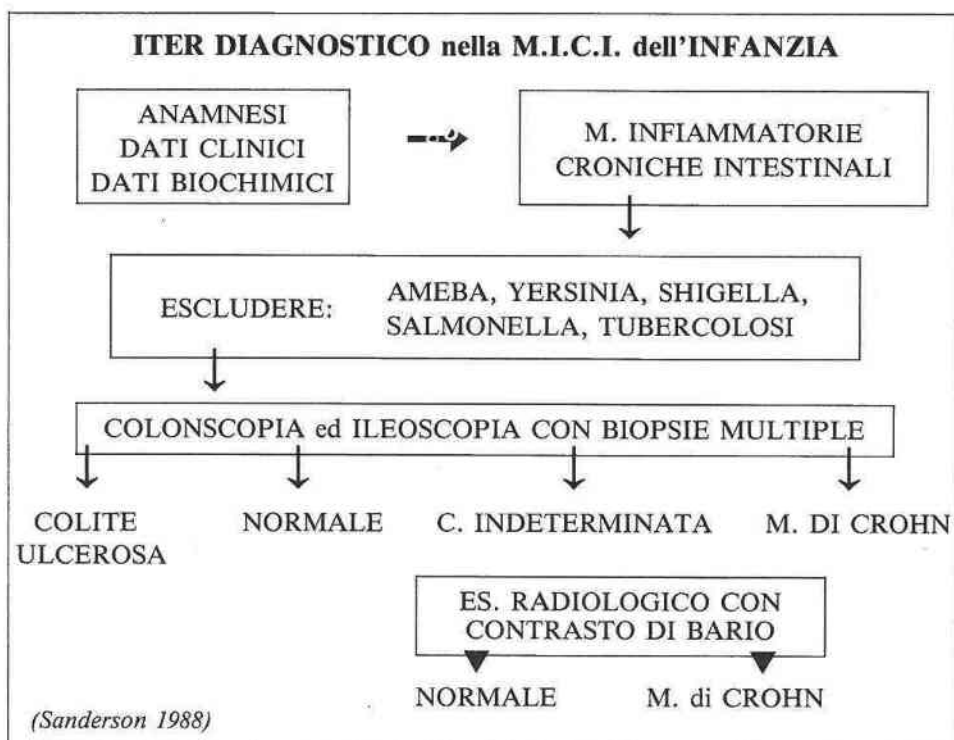 ITER DIAGNOSTICO nella M.I.C.I. dell'INFANZIA
ANAMNESI
DATI CLINICI
DATI BIOCHIMICI
M. INFIAMMATORIE
CRONICHE INTESTINALI
ESCLUDERE:
AMEBA, YERSINIA, SHIGELLA,
SALMONELLA, TUBERCOLOSI
COLONSCOPIA ed ILEOSCOPIA CON BIOPSIE MULTIPLE
COLITE
ULCEROSA
NORMALE
C. INDETERMINATA
M. DI CROHN
ES. RADIOLOGICO CON
CONTRASTO DI BARIO
NORMALE
M. di CROHN
(Sanderson 1988)